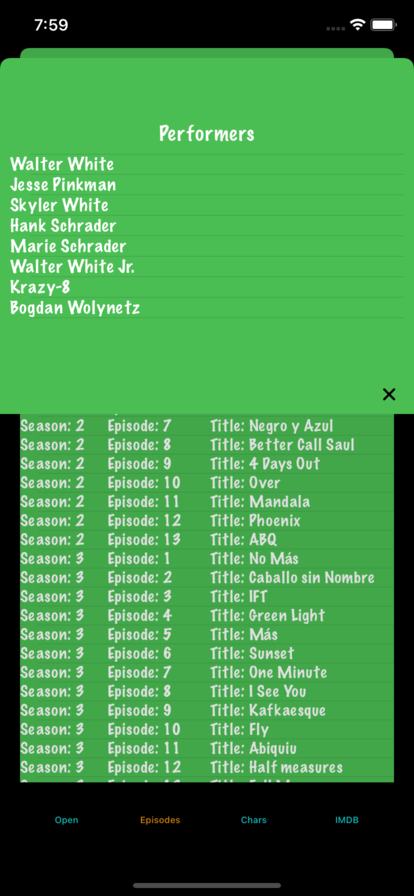 7:59
Performers
Walter White
Jesse Pinkman
Skyler White
Hank Schrader
Marie Schrader
Walter White Jr.
Krazy-8
Bogdan Wolynetz
Season: 2 Episode: 7 Title: Negro y Azul
Season: 2 Episode: 8 Title: Better Call Saul
Season: 2 Episode: 9 Title: 4 Days Out
Season: 2 Episode: 10 Title: Over
Season: 2 Episode: 11 Title: Mandala
Season: 2 Episode: 12 Title: Phoenix
Season: 2 Episode: 13 Title: ABQ
Season: 3 Episode: 1 Title: No Más
Season: 3 Episode: 2 Title: Caballo sin Nombre
Season: 3 Episode: 3 Title: IFT
Season: 3 Episode: 4 Title: Green Light
Season: 3 Episode: 5 Title: Más
Season: 3 Episode: 6 Title: Sunset
Season: 3 Episode: 7 Title: One Minute
Season: 3 Episode: 8 Title: I See You
Season: 3 Episode: 9 Title: Kafkaesque
Season: 3 Episode: 10 Title: Fly
Season: 3 Episode: 11 Title: Abiquiu
Season: 3 Episode: 12 Title: Half measures
Open Episodes Chars IMDB